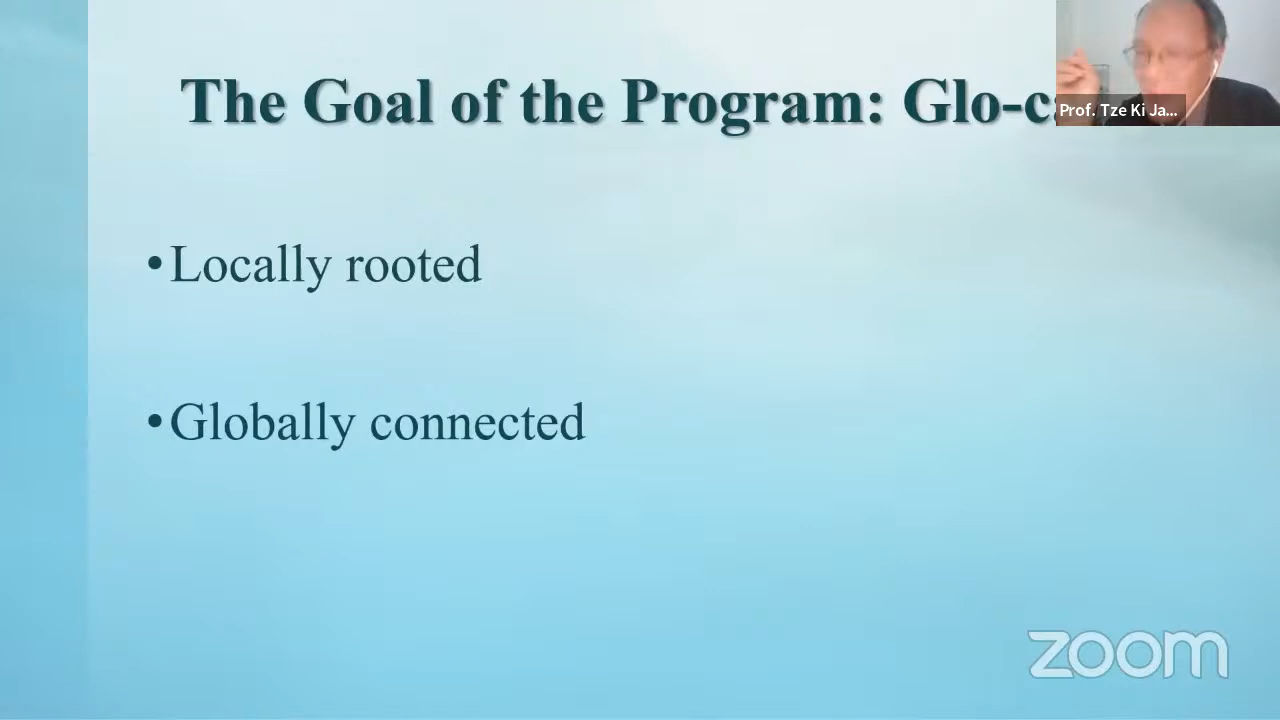 The Goal of the Program: Glo-c
Prof. Tze Ki Ja...
• Locally rooted
• Globally connected
zoom